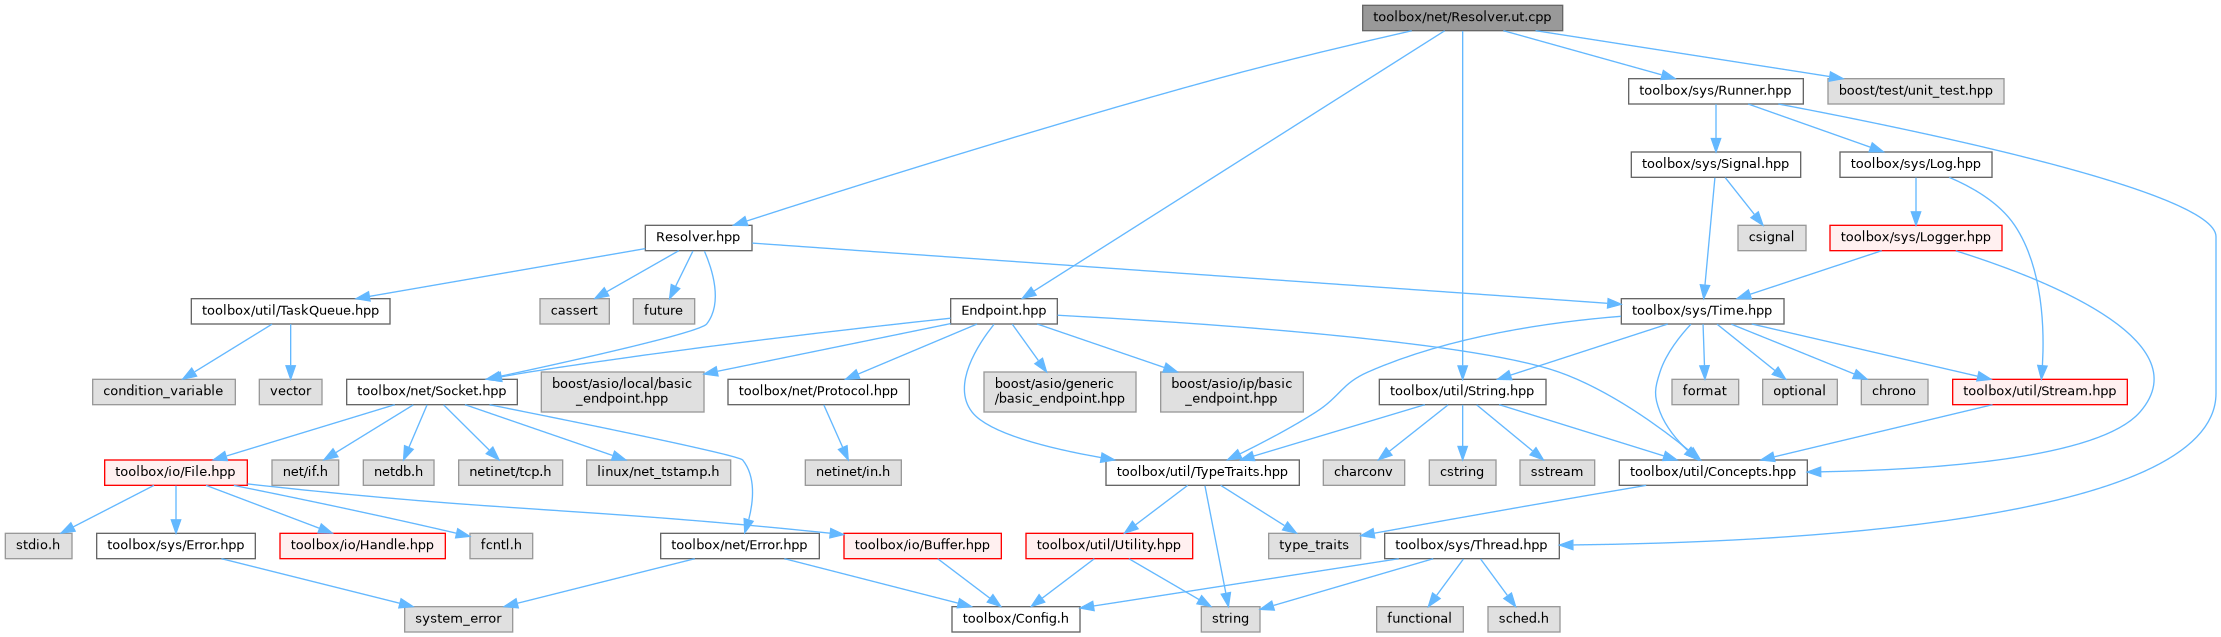 toolbox/net/Resolver.ut.cpp
toolbox/sys/Runner.hpp
boost/test/unit_test.hpp
toolbox/sys/Signal.hpp
toolbox/sys/Log.hpp
Resolver.hpp
csignal
toolbox/sys/Logger.hpp
toolbox/util/TaskQueue.hpp
cassert
future
Endpoint.hpp
toolbox/sys/Time.hpp
condition_variable
vector
toolbox/net/Socket.hpp
boost/asio/local/basic
_endpoint.hpp
toolbox/net/Protocol.hpp
boost/asio/generic
/basic_endpoint.hpp
boost/asio/ip/basic
_endpoint.hpp
toolbox/util/String.hpp
format
optional
chrono
toolbox/util/Stream.hpp
toolbox/io/File.hpp
net/if.h
netdb.h
netinet/tcp.h
linux/net_tstamp.h
netinet/in.h
toolbox/util/TypeTraits.hpp
charconv
cstring
sstream
toolbox/util/Concepts.hpp
stdio.h
toolbox/sys/Error.hpp
toolbox/io/Handle.hpp
fcntl.h
toolbox/net/Error.hpp
toolbox/io/Buffer.hpp
toolbox/util/Utility.hpp
type_traits
toolbox/sys/Thread.hpp
system_error
toolbox/Config.h
string
functional
sched.h